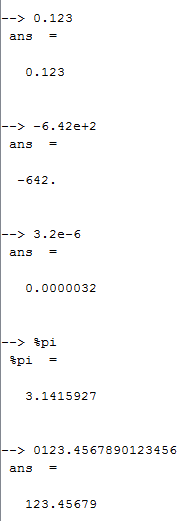 --> 0.123
ans  =
0.123
--> -6.42e+2
ans  =
-642.
--> 3.2e-6
ans  =
0.0000032
--> %pi
%pi  =
3.1415927
--> 0123.4567890123456
ans  =
123.45679